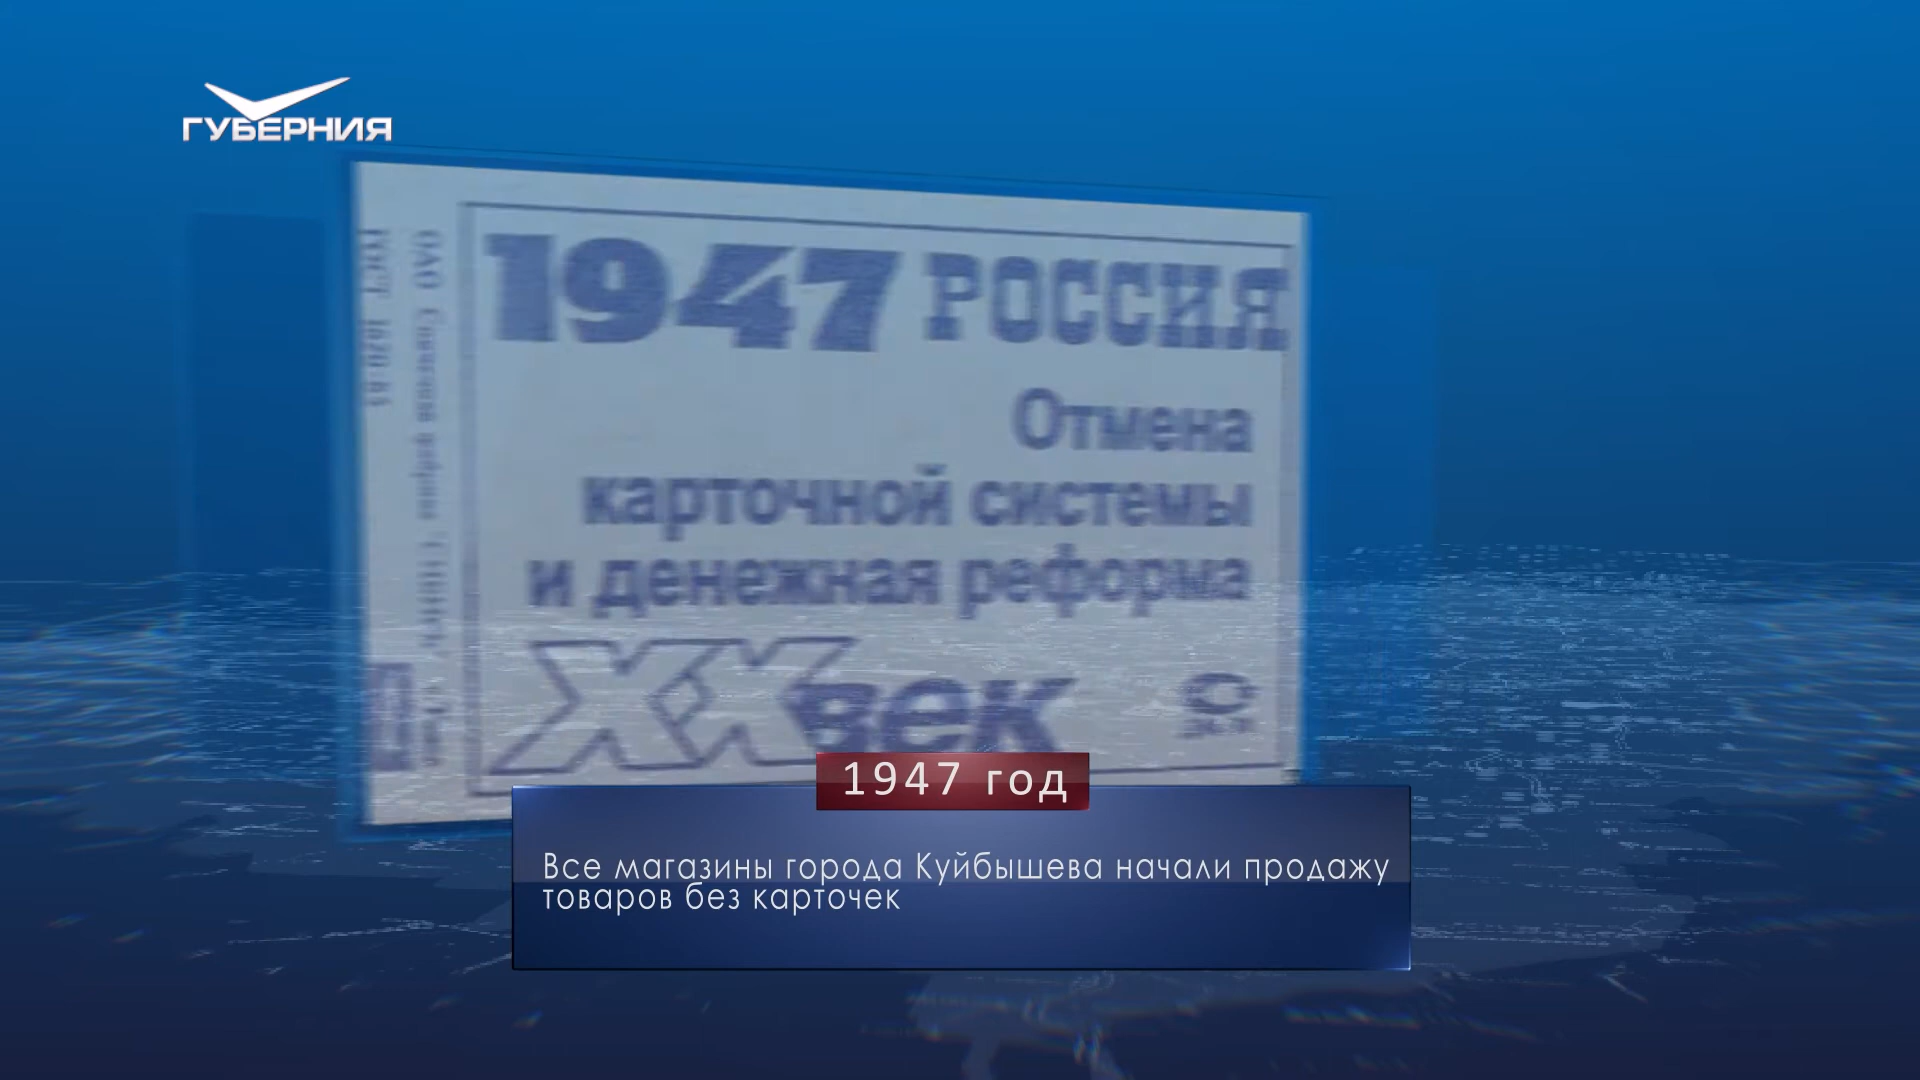 ГУБЕРНИЯ
1947 РОССИЯ
Отмена
карточной системы
и денежная реформа
XX век
1947 год
Все магазины города Куйбышева начали продажу
товаров без карточек